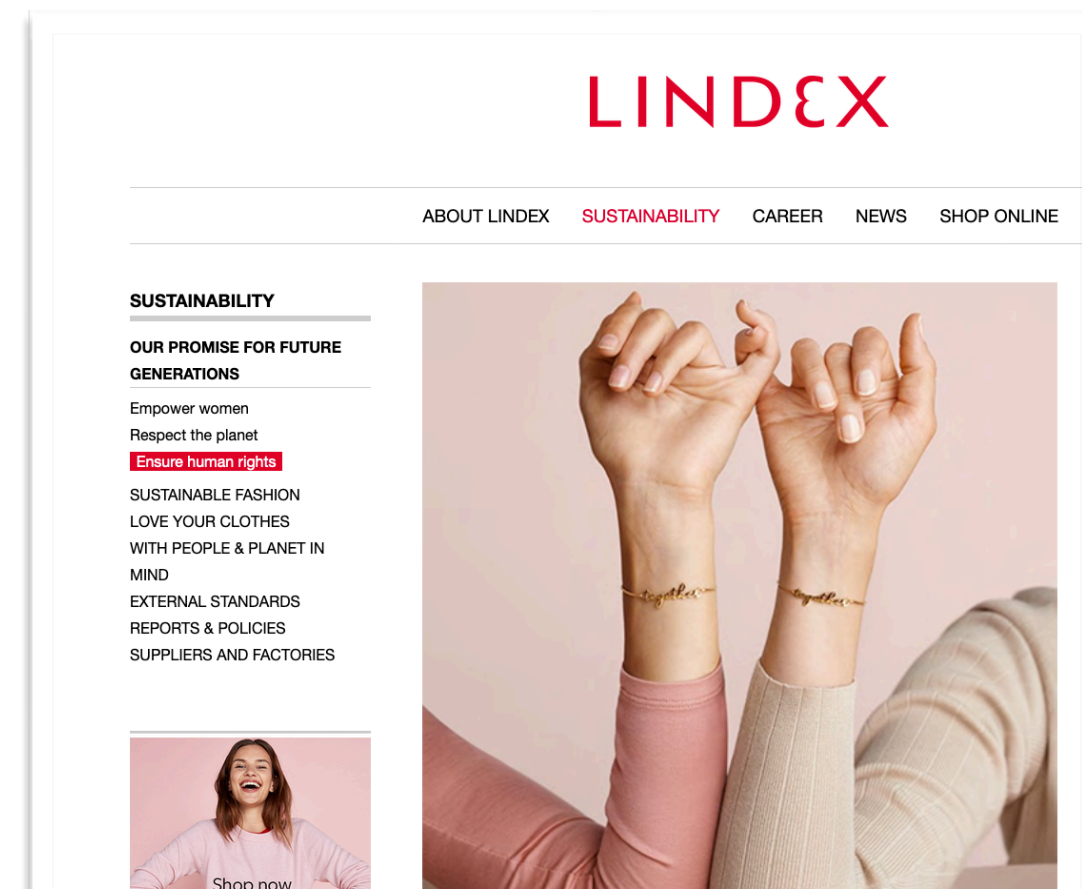 LINDEX
ABOUT LINDEX SUSTAINABILITY CAREER NEWS SHOP ONLINE
SUSTAINABILITY
OUR PROMISE FOR FUTURE
GENERATIONS
Empower women
Respect the planet
Ensure human rights
SUSTAINABLE FASHION
LOVE YOUR CLOTHES
WITH PEOPLE & PLANET IN
MIND
EXTERNAL STANDARDS
REPORTS & POLICIES
SUPPLIERS AND FACTORIES
together together
Shop now